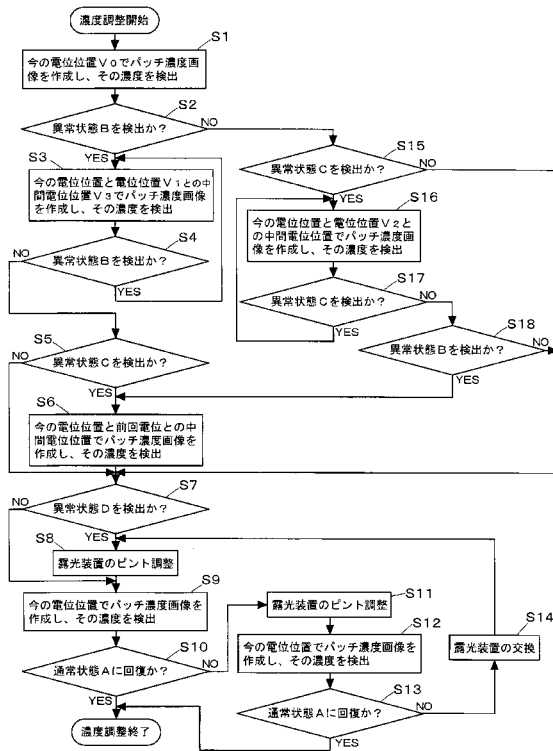 濃度調整開始
S1
今の電位位置V0でパッチ濃度
画像を作成し、その濃度を検出
S2
異常状態Bを検出か?
NO
YES
S3
今の電位位置と電位位置V1との中
間電位位置V3でパッチ濃度画像
を作成し、その濃度を検出
S4
異常状態Bを検出か?
NO
YES
S15
異常状態Cを検出か?
NO
YES
S16
今の電位位置と電位位置V2と
の中間電位位置でパッチ濃度画
像を作成し、その濃度を検出
S17
異常状態Cを検出か?
NO
YES
S18
異常状態Bを検出か?
NO
YES
S5
異常状態Cを検出か?
NO
YES
S6
今の電位位置と前回電位との中
間電位位置でパッチ濃度画像を
作成し、その濃度を検出
S7
異常状態Dを検出か?
NO
YES
S8
露光装置のピント調整
S9
今の電位位置でパッチ濃度画像を
作成し、その濃度を検出
S10
通常状態Aに回復か?
NO
YES
S11
露光装置のピント調整
S12
今の電位位置でパッチ濃度画像を
作成し、その濃度を検出
S13
通常状態Aに回復か?
NO
YES
S14
露光装置の交換
濃度調整終了